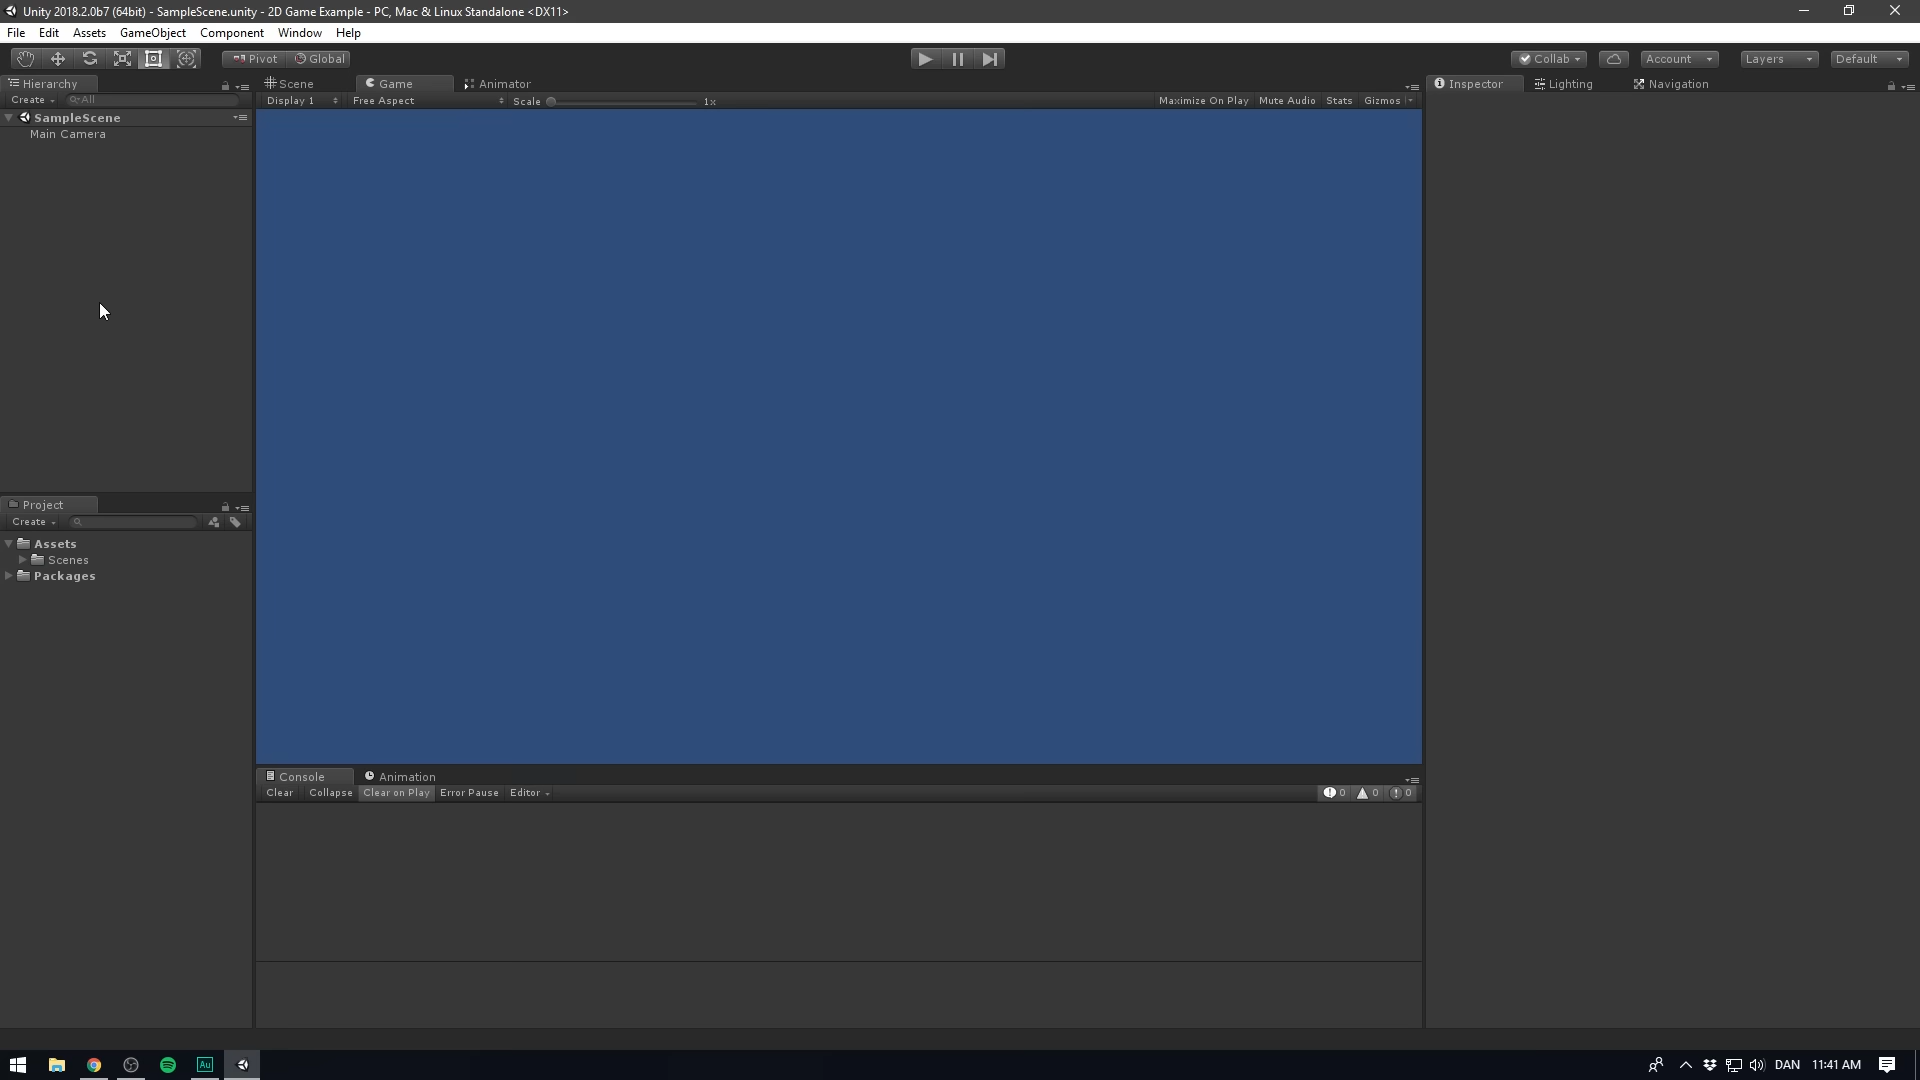 Unity 2018.2.0b7 (64bit) - SampleScene.unity - 2D Game Example - PC, Mac & Linux Standalone <DX11>
File Edit Assets GameObject Component Window Help
Pivot Global Collab Account Layers Default
Hierarchy Scene Game Animator Inspector Lighting Navigation
Create All Display 1 Free Aspect Scale 1x Maximize On Play Mute Audio Stats Gizmos
SampleScene
Main Camera
Project
Create
Assets
Scenes
Packages
Console Animation
Clear Collapse Clear on Play Error Pause Editor 0 0 0
Au DAN 11:41 AM